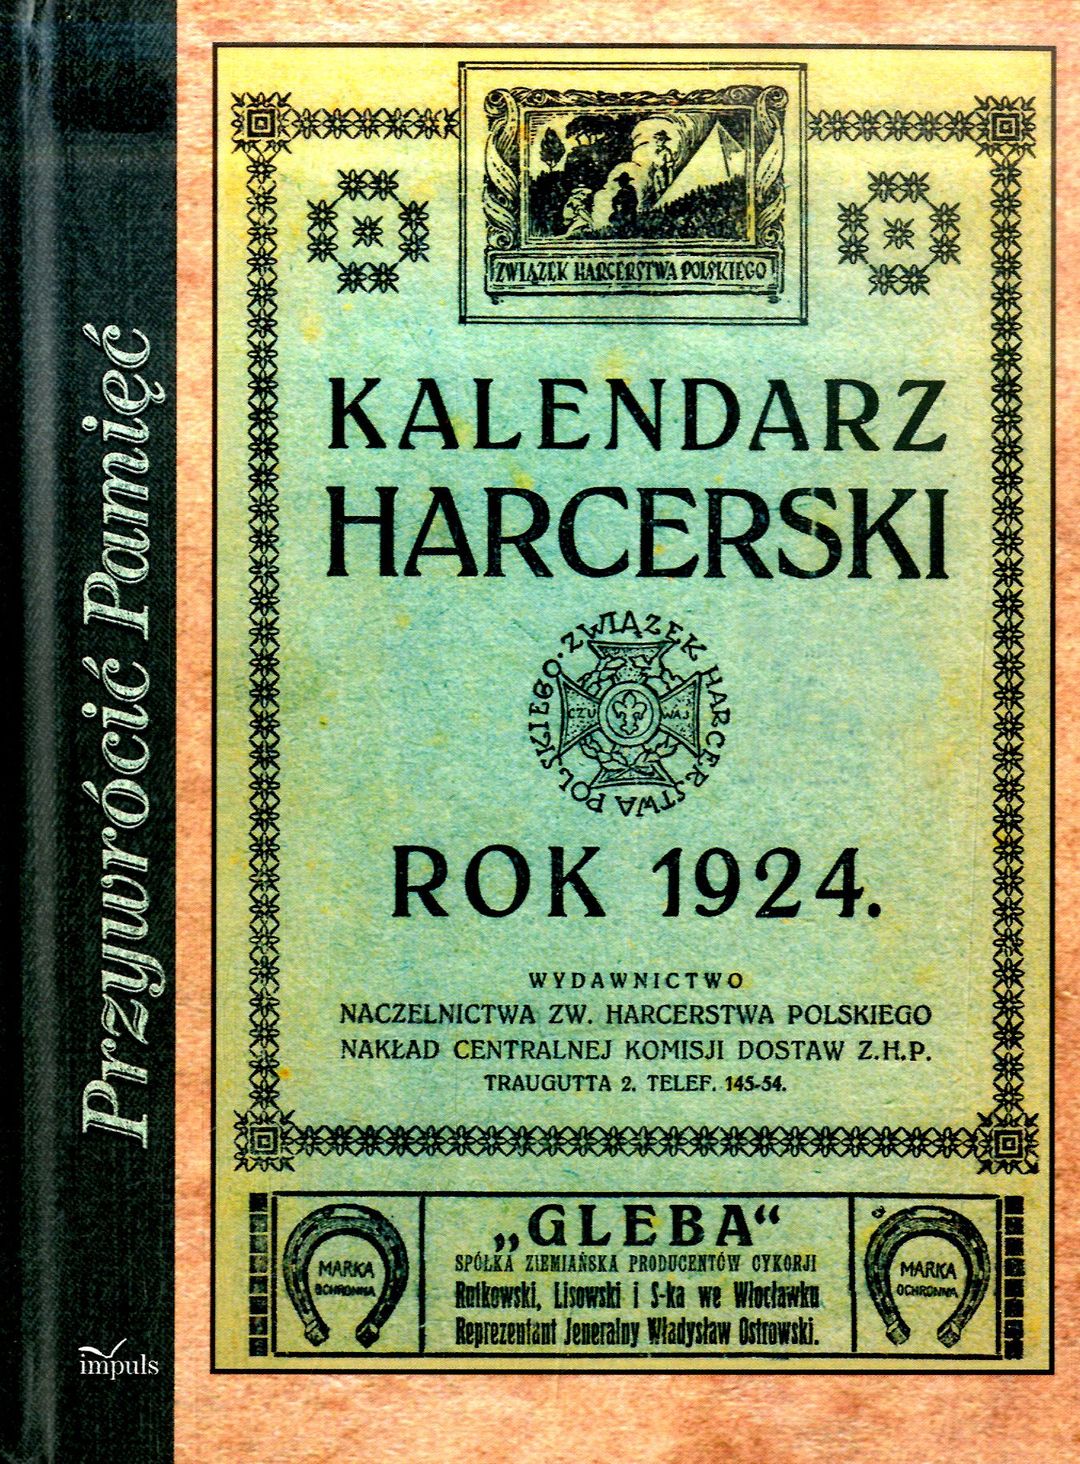 Przywrócić Pamięć
impuls
ZWIĄZEK HARCERSTWA POLSKIEGO
KALENDARZ
HARCERSKI
ZWIĄZEK HARCERSTWA POLSKIEGO
CZUWAJ
ROK 1924.
WYDAWNICTWO
NACZELNICTWA ZW. HARCERSTWA POLSKIEGO
NAKŁAD CENTRALNEJ KOMISJI DOSTAW Z.H.P.
TRAUGUTTA 2. TELEF. 145-54.
MARKA
OCHRONNA
„GLEBA“
SPÓŁKA ZIEMIAŃSKA PRODUCENTÓW CYKORJI
Rutkowski, Lisowski i S-ka we Włocławku
Reprezentant Jeneralny Władysław Ostrowski.
MARKA
OCHRONNA